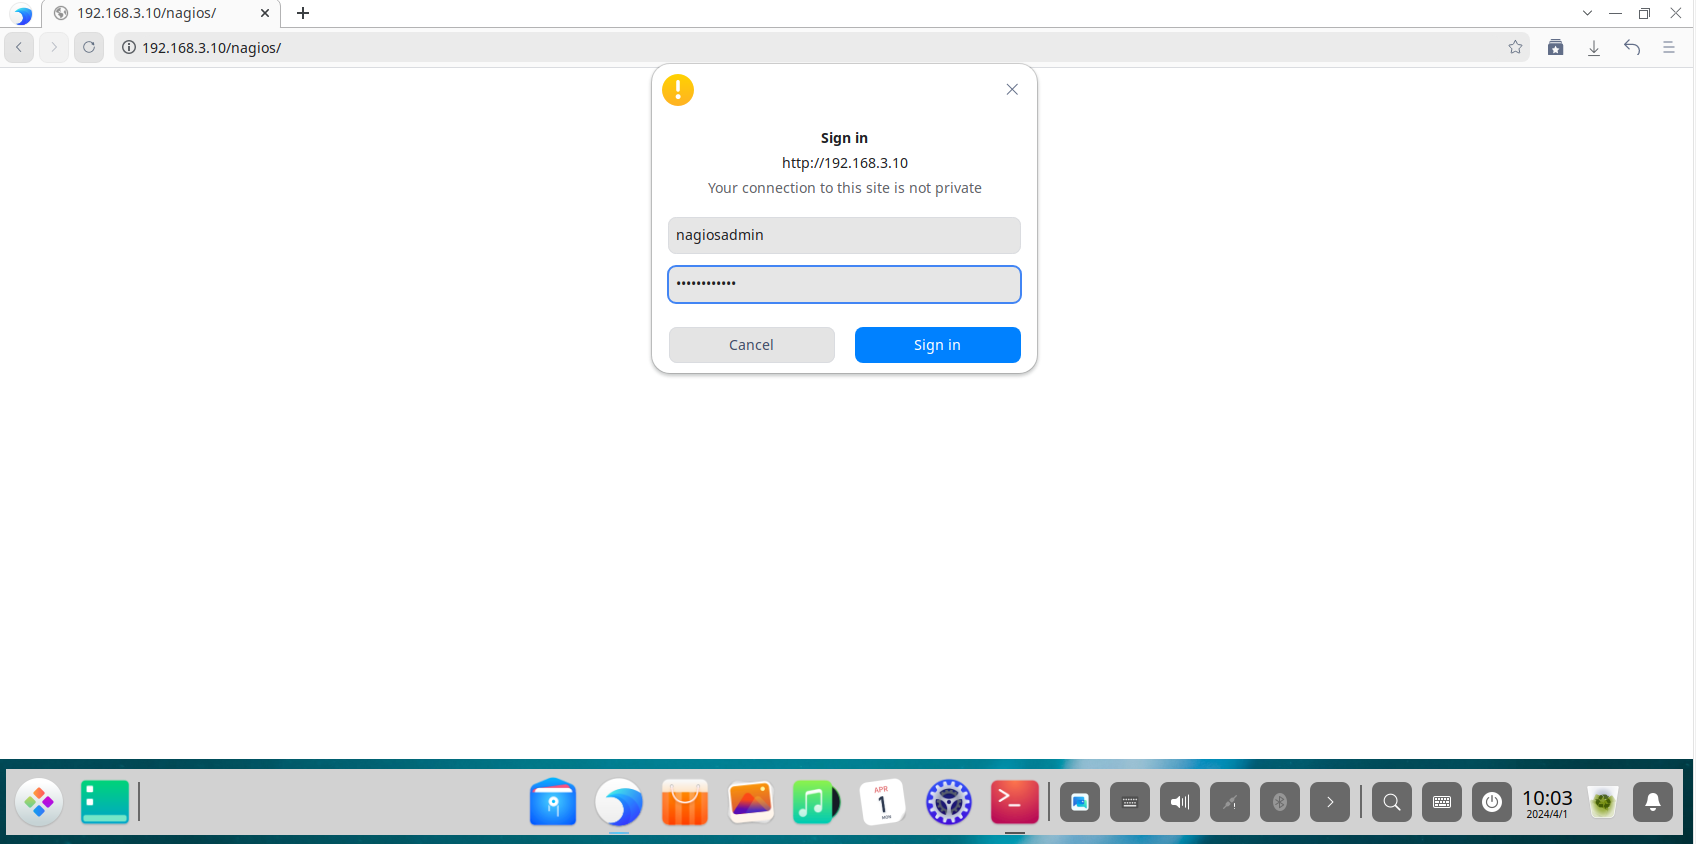 192.168.3.10/nagios/
192.168.3.10/nagios/
Sign in
http://192.168.3.10
Your connection to this site is not private
nagiosadmin
••••••••••••
Cancel
Sign in
APR
1
MON
10:03
2024/4/1